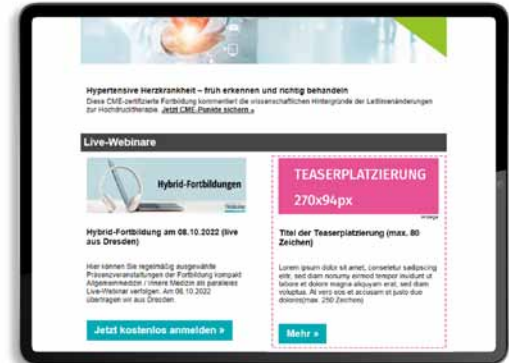 Hypertensive Herzkrankheit – früh erkennen und richtig behandeln
Diese CME-zertifizierte Fortbildung kommentiert die wissenschaftlichen Hintergründe der Leitlinienänderungen
zur Hochdrucktherapie. Jetzt CME-Punkte sichern »
Live-Webinare
Hybrid-Fortbildungen
Hybrid-Fortbildung am 08.10.2022 (live
aus Dresden)
Hier können Sie regelmäßig ausgewählte
Präsenzveranstaltungen der Fortbildung kompakt
Allgemeinmedizin / Innere Medizin als paralleles
Live-Webinar verfolgen. Am 08.10.2022
übertragen wir aus Dresden.
Jetzt kostenlos anmelden »
TEASERPLATZIERUNG
270x94px
Anzeige
Titel der Teaserplatzierung (max. 80
Zeichen)
Lorem ipsum dolor sit amet, consetetur sadipscing
elitr, sed diam nonumy eirmod tempor invidunt ut
labore et dolore magna aliquyam erat, sed diam
voluptua. At vero eos et accusam et justo duo
dolores(max. 250 Zeichen)
Mehr »